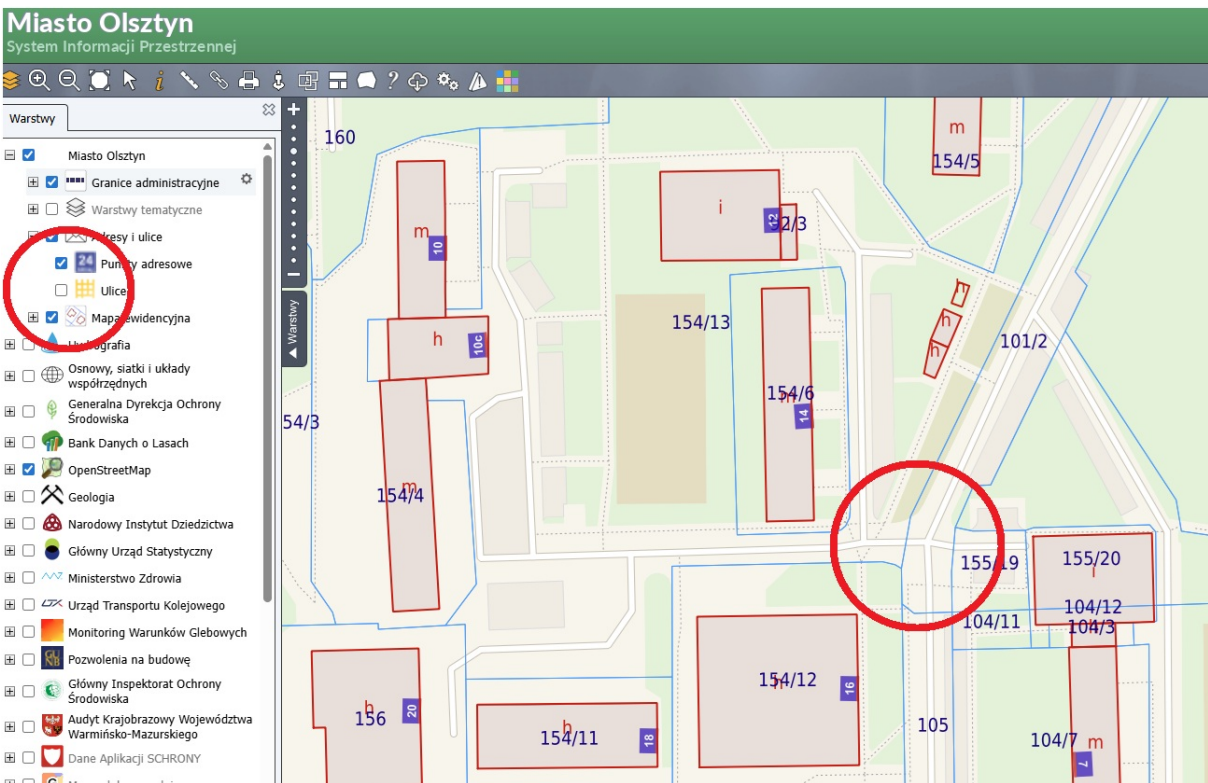 Miasto Olsztyn
System Informacji Przestrzennej
Warstwy
Miasto Olsztyn
Granice administracyjne
Warstwy tematyczne
Adresy i ulice
24 Punkty adresowe
Ulice
Mapa ewidencyjna
Hydrografia
Osnowy, siatki i układy
współrzędnych
Generalna Dyrekcja Ochrony
Środowiska
Bank Danych o Lasach
OpenStreetMap
Geologia
Narodowy Instytut Dziedzictwa
Główny Urząd Statystyczny
Ministerstwo Zdrowia
Urząd Transportu Kolejowego
Monitoring Warunków Glebowych
Pozwolenia na budowę
Główny Inspektorat Ochrony
Środowiska
Audyt Krajobrazowy Województwa
Warmińsko-Mazurskiego
Dane Aplikacji SCHRONY
Warstwy
160
m
154/5
i
12
m
10
154/13
h
10c
h
h
101/2
154/6
m
14
54/3
m
154/4
155/19
155/20
i
104/12
104/11
104/3
h
154/12
16
h
156
20
h
154/11
18
105
104/7
m
7